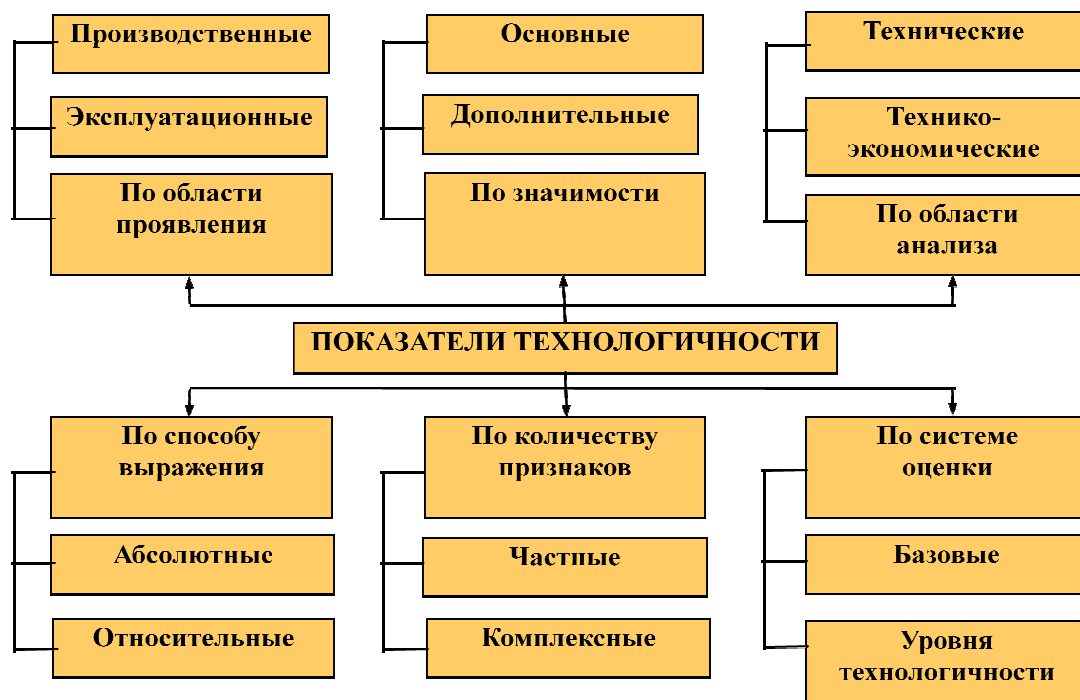 Производственные
Основные
Технические
Эксплуатационные
Дополнительные
Технико-
экономические
По области
проявления
По значимости
По области
анализа
ПОКАЗАТЕЛИ ТЕХНОЛОГИЧНОСТИ
По способу
выражения
По количеству
признаков
По системе
оценки
Абсолютные
Частные
Базовые
Относительные
Комплексные
Уровня
технологичности